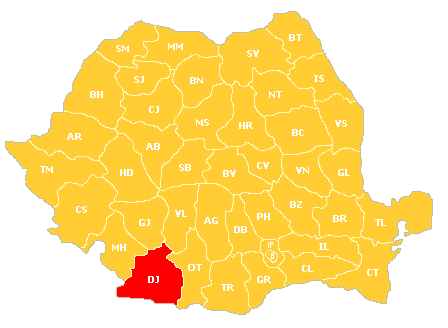 BT
SM
MM
SV
SJ
BN
IS
BH
NT
CJ
MS
HR
VS
BC
AR
AB
TM
HD
SB
BV
CV
VN
GL
CS
GJ
VL
AG
PH
BZ
BR
TL
DB
MH
IF
IL
B
OT
DJ
TR
GR
CL
CT